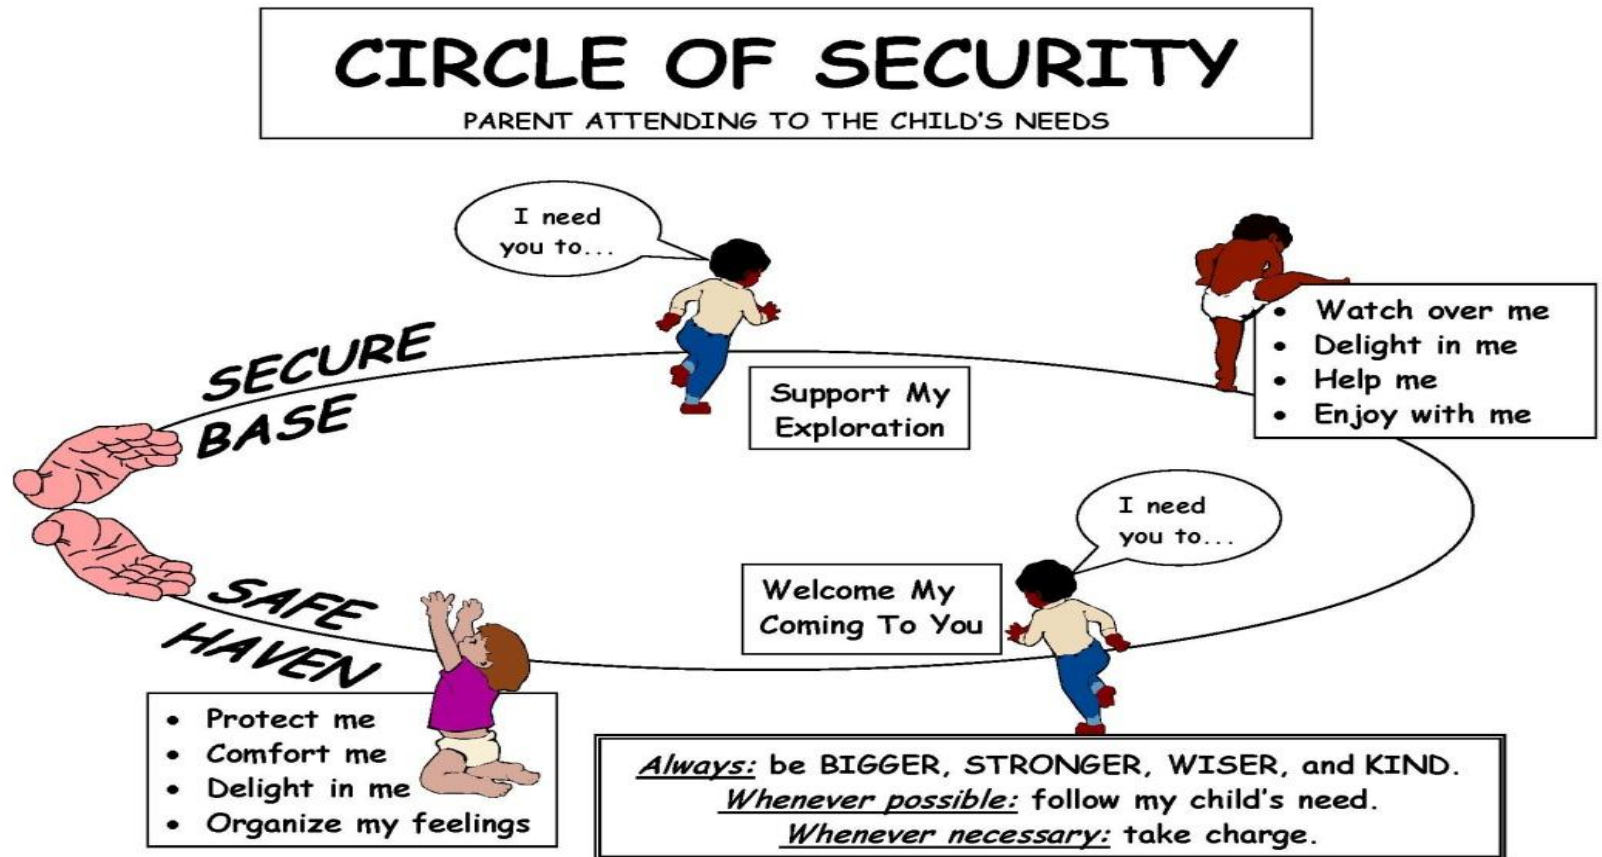 CIRCLE OF SECURITY
PARENT ATTENDING TO THE CHILD'S NEEDS
I need
you to...
SECURE
BASE
Support My
Exploration
• Watch over me
• Delight in me
• Help me
• Enjoy with me
I need
you to...
Welcome My
Coming To You
SAFE
HAVEN
• Protect me
• Comfort me
• Delight in me
• Organize my feelings
Always: be BIGGER, STRONGER, WISER, and KIND.
Whenever possible: follow my child's need.
Whenever necessary: take charge.